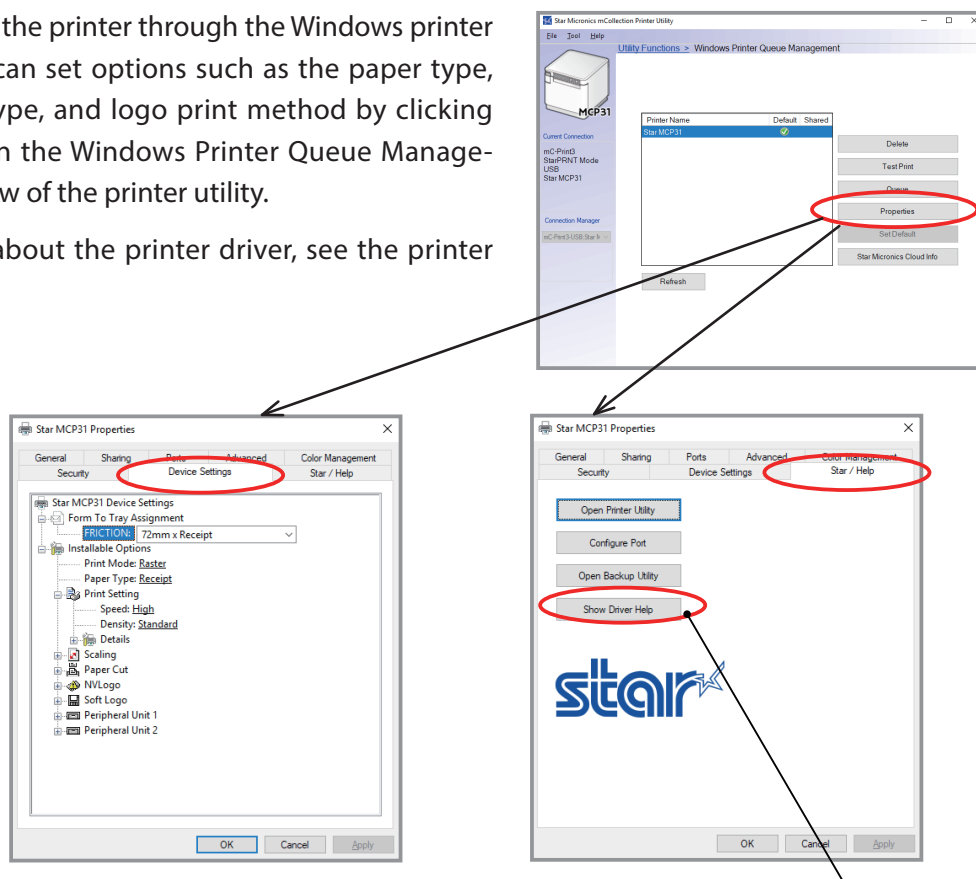 the printer through the Windows printer
can set options such as the paper type,
ype, and logo print method by clicking
n the Windows Printer Queue Manage-
w of the printer utility.
about the printer driver, see the printer
Star Micronics mCollection Printer Utility
File Tool Help
Utility Functions > Windows Printer Queue Management
MCP31
Current Connection
mC-Print3
StarPRNT Mode
USB
Star MCP31
Connection Manager
mC-Print3-USB:Star
Printer Name Default Shared
Star MCP31
Delete
Test Print
Queue
Properties
Set Default
Star Micronics Cloud Info
Refresh
Star MCP31 Properties
General Sharing Ports Advanced Color Management
Security Device Settings Star / Help
Star MCP31 Device Settings
Form To Tray Assignment
FRICTION: 72mm x Receipt
Installable Options
Print Mode: Raster
Paper Type: Receipt
Print Setting
Speed: High
Density: Standard
Details
Scaling
Paper Cut
NVLogo
Soft Logo
Peripheral Unit 1
Peripheral Unit 2
OK Cancel Apply
Star MCP31 Properties
General Sharing Ports Advanced Color Management
Security Device Settings Star / Help
Open Printer Utility
Configure Port
Open Backup Utility
Show Driver Help
star
OK Cancel Apply